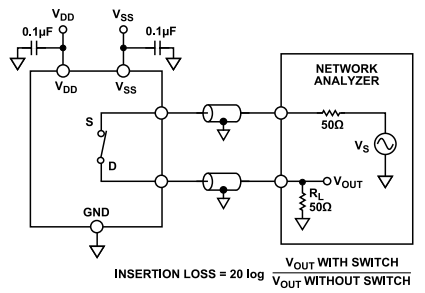 VDD VSS
0.1µF 0.1µF
VDD VSS
NETWORK
ANALYZER
S
50Ω
VS
D
VOUT
RL
50Ω
GND
INSERTION LOSS = 20 log VOUT WITH SWITCH
VOUT WITHOUT SWITCH